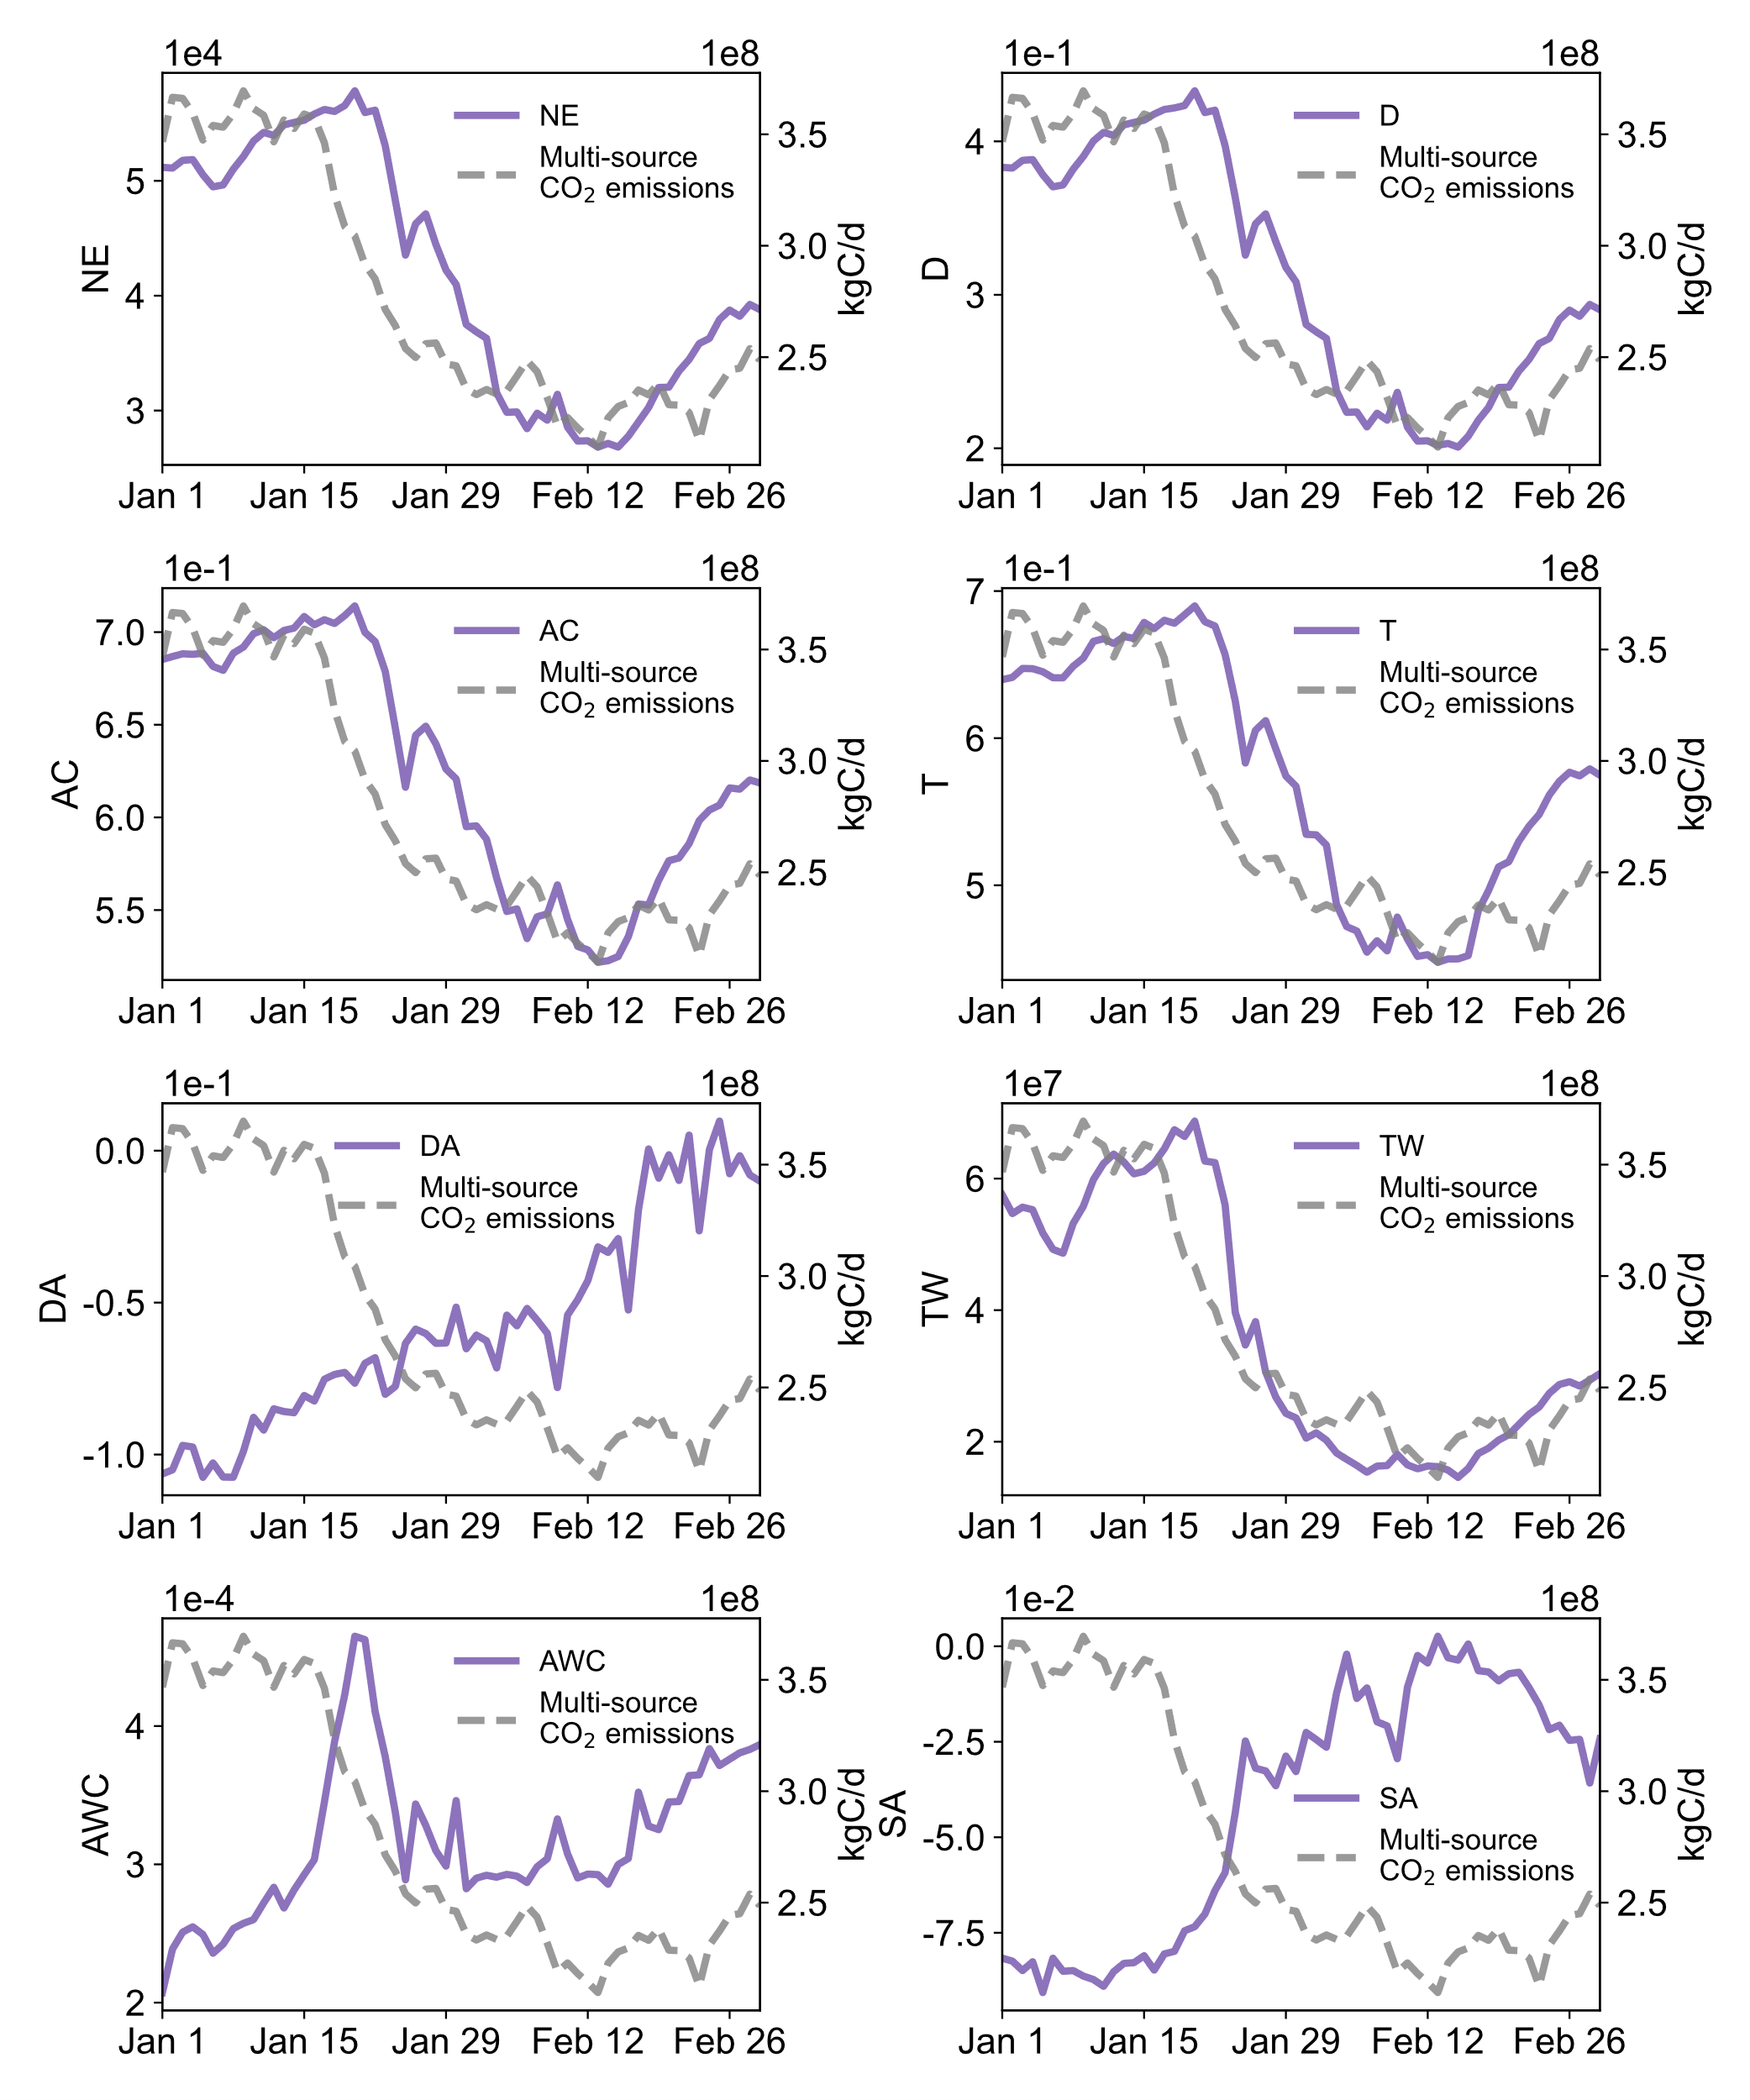 1e4
1e8
NE
Multi-source
CO₂ emissions
5
4
3
3.5
3.0
2.5
NE
kgC/d
Jan 1
Jan 15
Jan 29
Feb 12
Feb 26
1e-1
1e8
D
Multi-source
CO₂ emissions
4
3
2
3.5
3.0
2.5
D
kgC/d
Jan 1
Jan 15
Jan 29
Feb 12
Feb 26
1e-1
1e8
AC
Multi-source
CO₂ emissions
7.0
6.5
6.0
5.5
3.5
3.0
2.5
AC
kgC/d
Jan 1
Jan 15
Jan 29
Feb 12
Feb 26
1e-1
1e8
T
Multi-source
CO₂ emissions
7
6
5
3.5
3.0
2.5
T
kgC/d
Jan 1
Jan 15
Jan 29
Feb 12
Feb 26
1e-1
1e8
DA
Multi-source
CO₂ emissions
0.0
-0.5
-1.0
3.5
3.0
2.5
DA
kgC/d
Jan 1
Jan 15
Jan 29
Feb 12
Feb 26
1e7
1e8
TW
Multi-source
CO₂ emissions
6
4
2
3.5
3.0
2.5
TW
kgC/d
Jan 1
Jan 15
Jan 29
Feb 12
Feb 26
1e-4
1e8
AWC
Multi-source
CO₂ emissions
4
3
2
3.5
3.0
2.5
AWC
kgC/d
Jan 1
Jan 15
Jan 29
Feb 12
Feb 26
1e-2
1e8
SA
Multi-source
CO₂ emissions
0.0
-2.5
-5.0
-7.5
3.5
3.0
2.5
SA
kgC/d
Jan 1
Jan 15
Jan 29
Feb 12
Feb 26